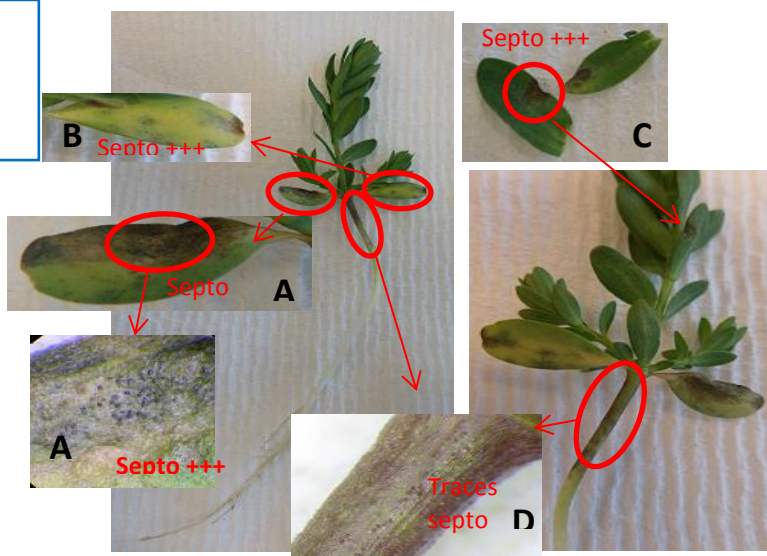 Septo +++
B
Septo +++
C
Septo
A
A
Septo +++
Traces
septo
D